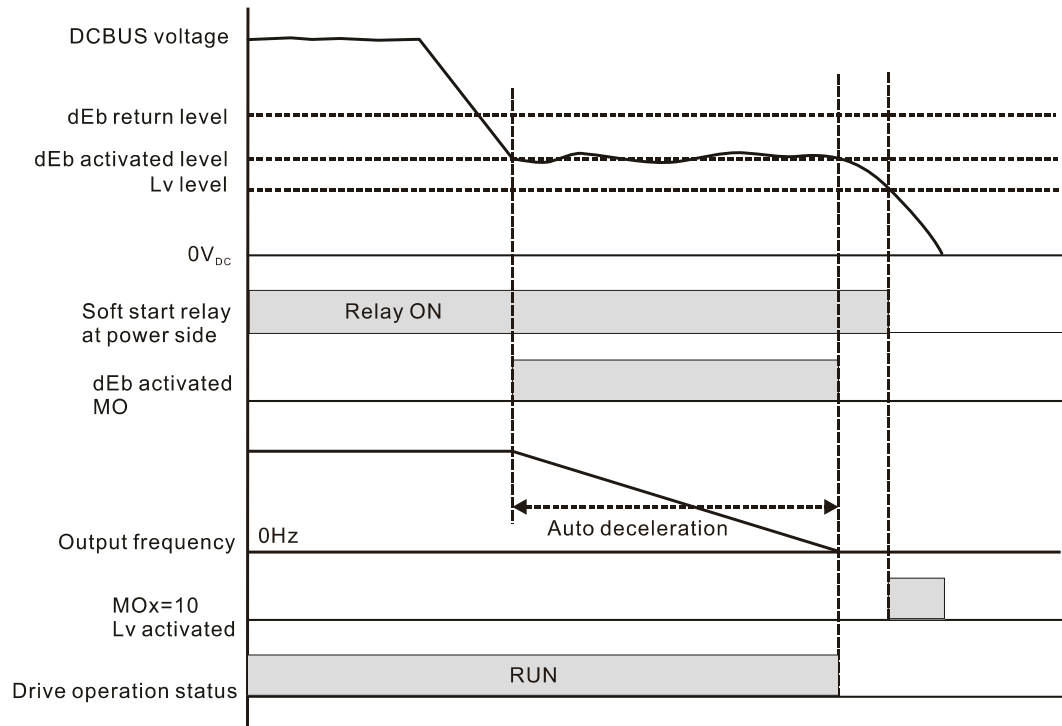 DCBUS voltage
dEb return level
dEb activated level
Lv level
0VDC
Soft start relay
at power side
Relay ON
dEb activated
MO
Auto deceleration
Output frequency
0Hz
MOx=10
Lv activated
RUN
Drive operation status